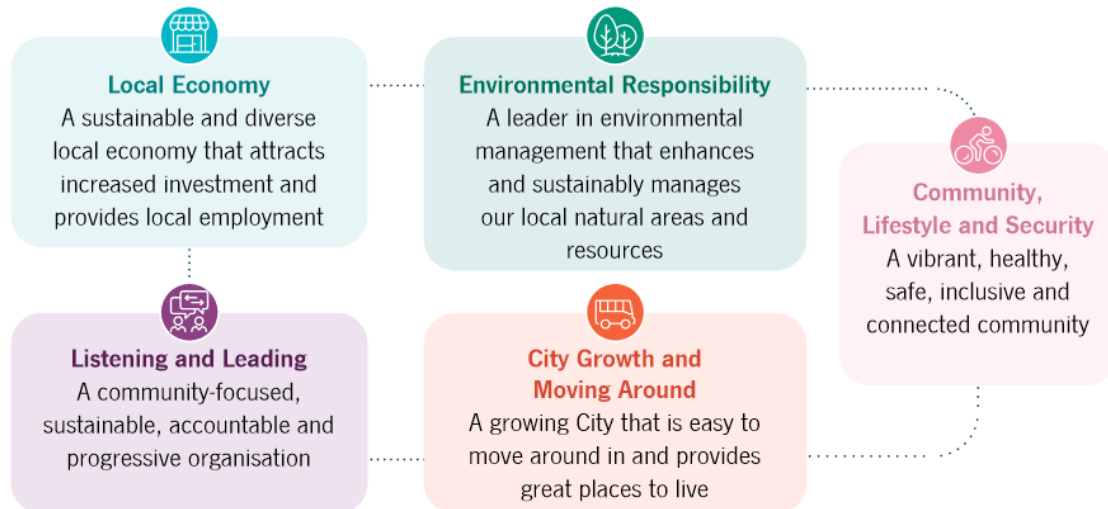 Local Economy
A sustainable and diverse
local economy that attracts
increased investment and
provides local employment
Environmental Responsibility
A leader in environmental
management that enhances
and sustainably manages
our local natural areas and
resources
Community,
Lifestyle and Security
A vibrant, healthy,
safe, inclusive and
connected community
Listening and Leading
A community-focused,
sustainable, accountable and
progressive organisation
City Growth and
Moving Around
A growing City that is easy to
move around in and provides
great places to live